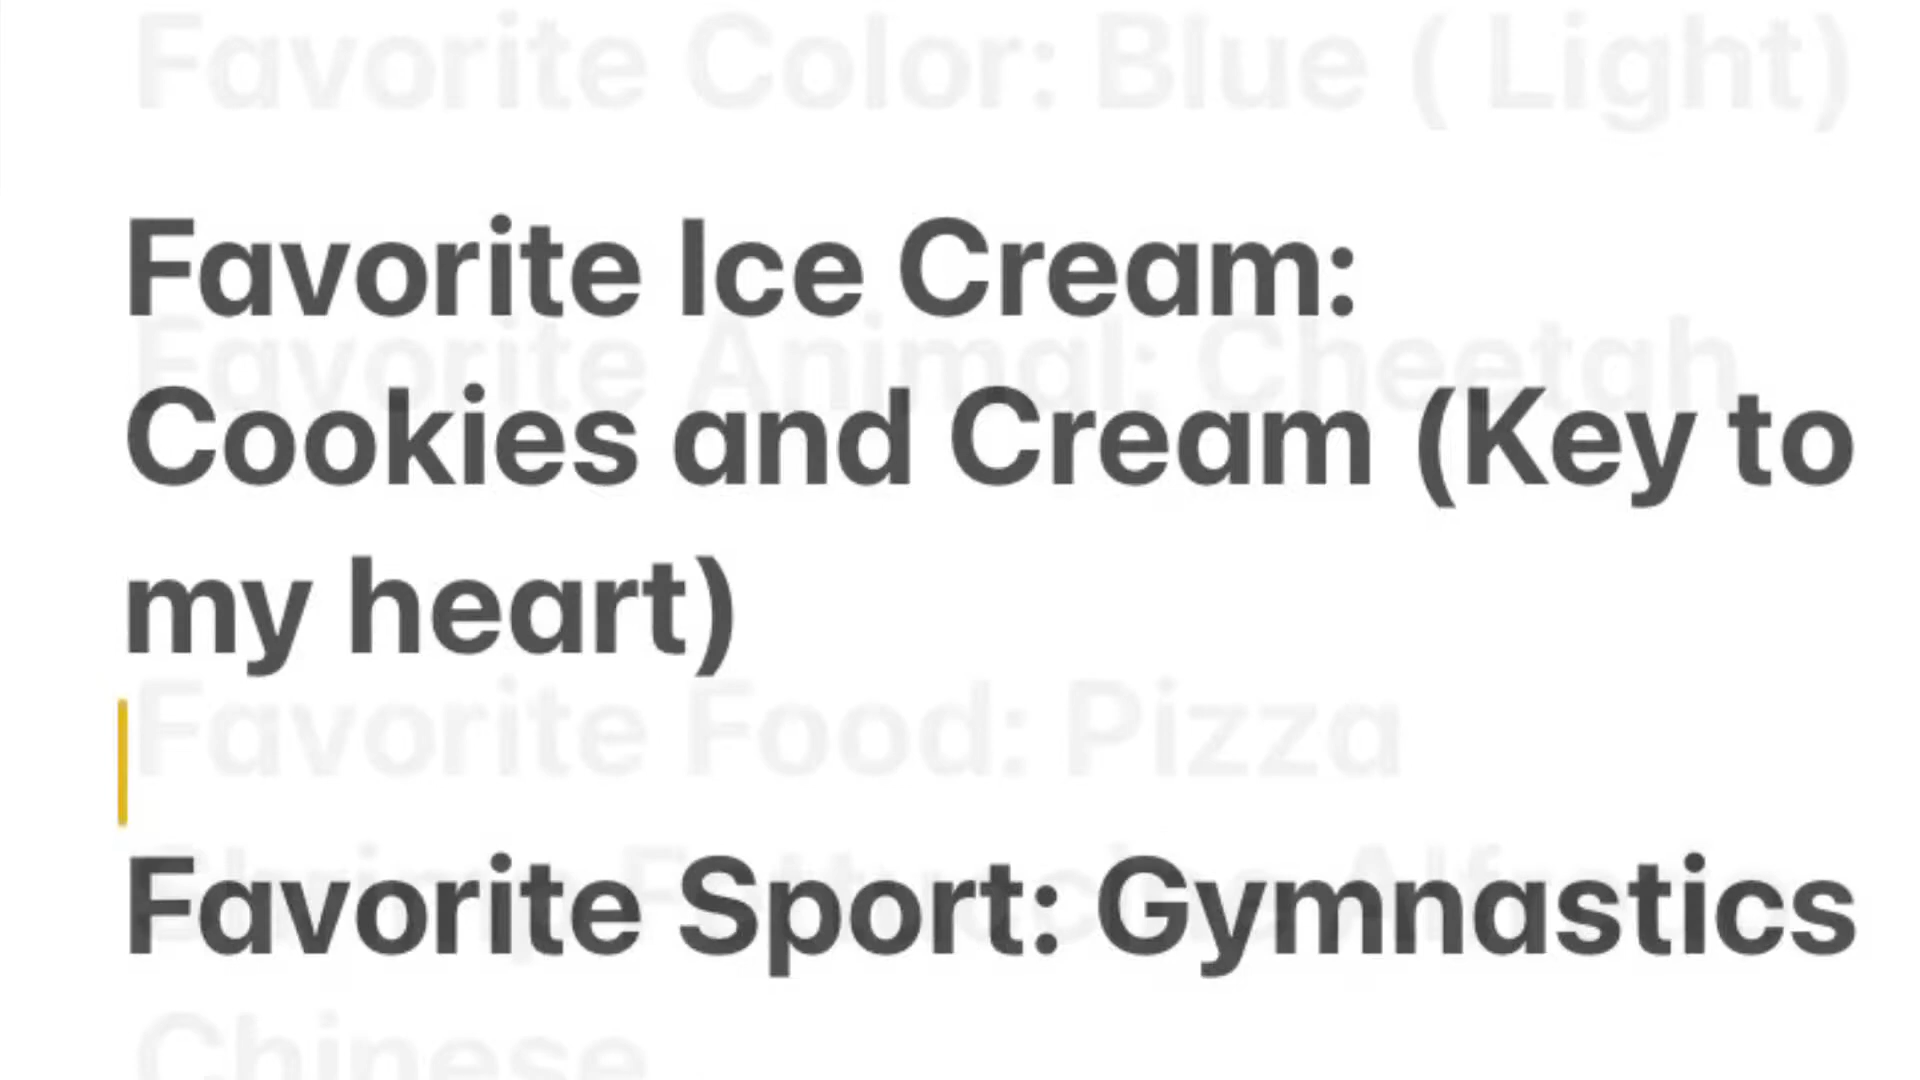 Favorite Color: Blue ( Light)
Favorite Ice Cream:
Favorite Animal: Cheetah
Cookies and Cream (Key to
my heart)
Favorite Food: Pizza
Favorite Sport: Gymnastics
Chinese